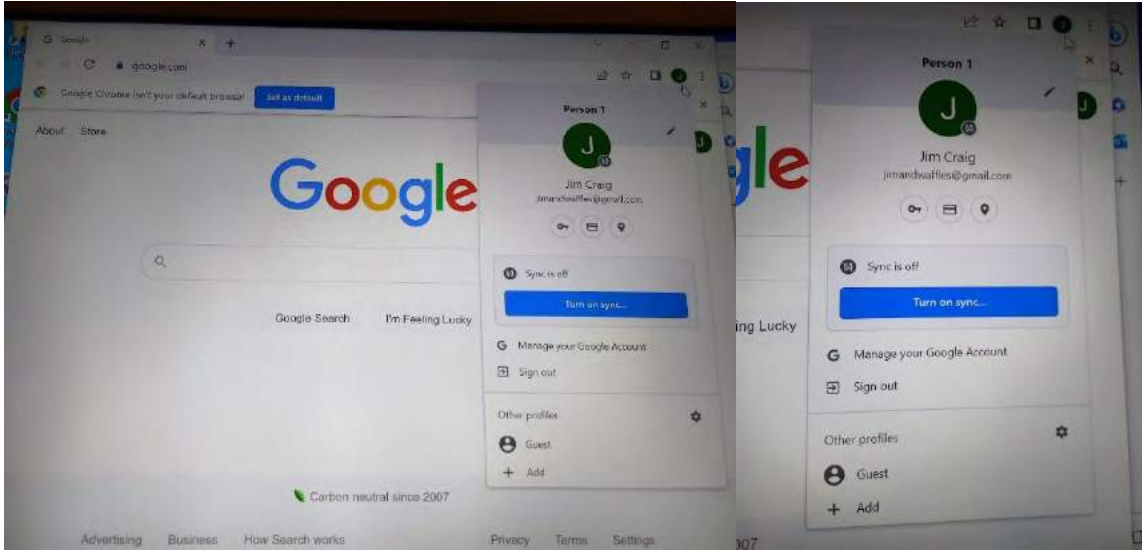 Google
google.com
Google Chrome isn't your default browser
Set as default
About Store
Google
Google Search I'm Feeling Lucky
Carbon neutral since 2007
Advertising Business How Search works
Privacy Terms Settings
Person 1
J
J
Jim Craig
jimandwaffles@gmail.com
Sync is off
Turn on sync...
G Manage your Google Account
Sign out
Other profiles
Guest
+ Add
J
Person 1
J
J
Jim Craig
jimandwaffles@gmail.com
gle
Sync is off
Turn on sync...
ing Lucky
G Manage your Google Account
Sign out
Other profiles
Guest
+ Add
007